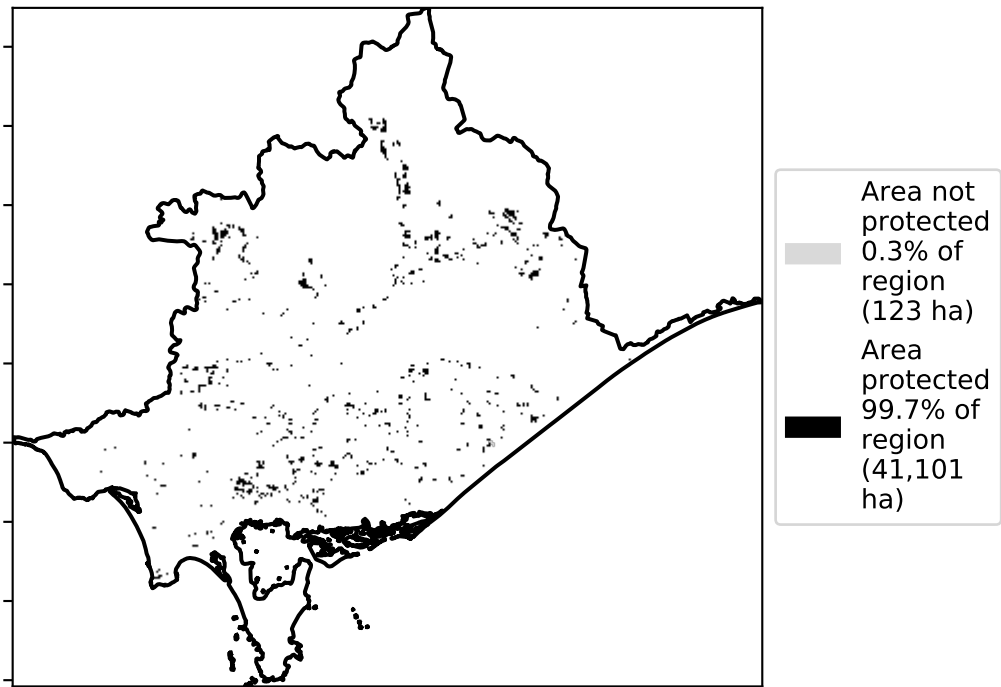 Area not
protected
0.3% of
region
(123 ha)
Area
protected
99.7% of
region
(41,101
ha)